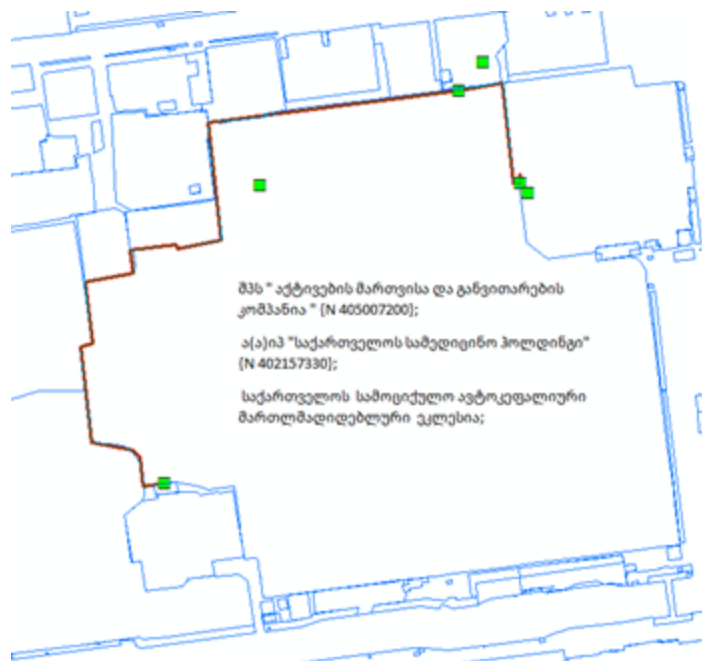 შპს " აქტივების მართვისა და განვითარების
კომპანია " {N 405007200};
ა(ა)იპ "საქართველოს სამედიცინო ჰოლდინგი"
{N 402157330};
საქართველოს სამოციქულო ავტოკეფალიური
მართლმადიდებლური ეკლესია;